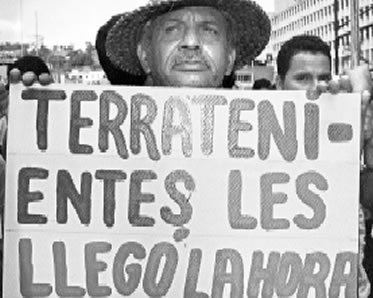 TERRATENI-
ENTES LES
LLEGO LA HORA